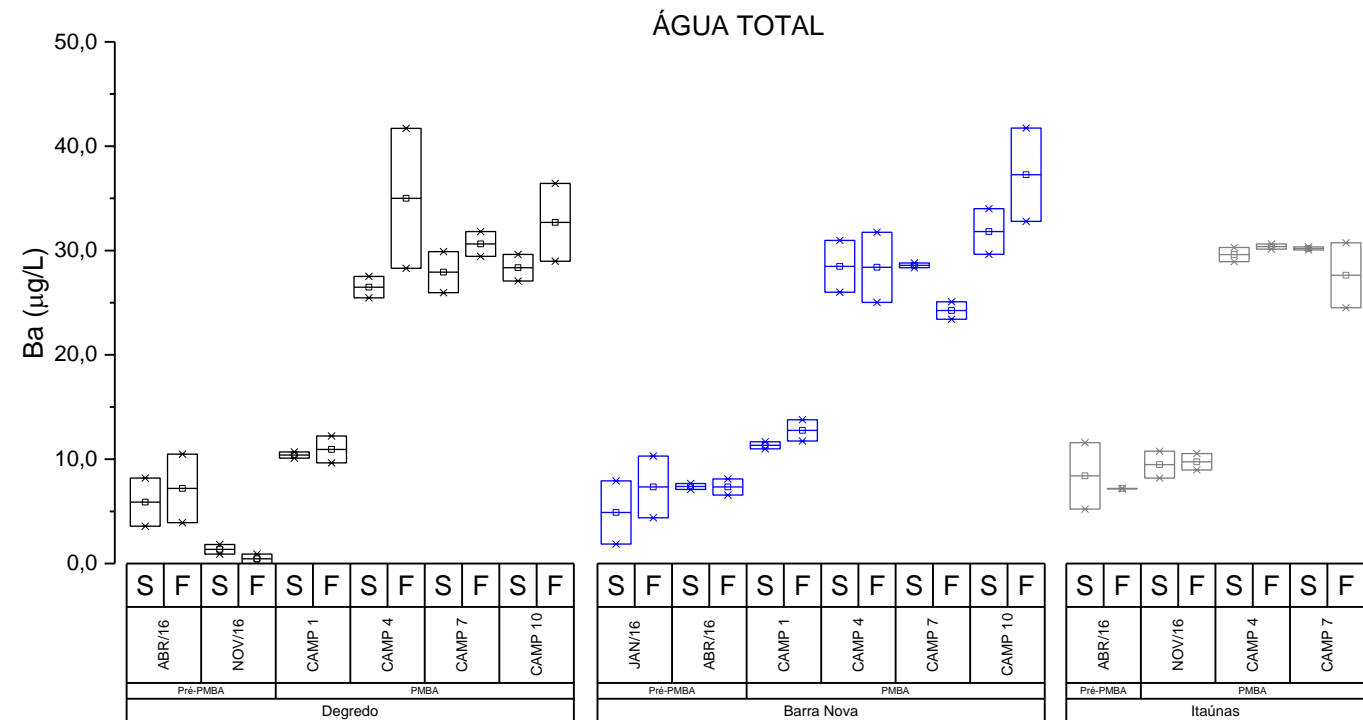 ÁGUA TOTAL
50,0
40,0
30,0
20,0
10,0
0,0
Ba (µg/L)
S F S F S F S F S F S F S F S F S F S F S F S F S F S F S F S F
ABR/16 NOV/16 CAMP 1 CAMP 4 CAMP 7 CAMP 10 JAN/16 ABR/16 CAMP 1 CAMP 4 CAMP 7 CAMP 10 ABR/16 NOV/16 CAMP 4 CAMP 7
Pré-PMBA PMBA Pré-PMBA PMBA Pré-PMBA PMBA
Degredo Barra Nova Itaúnas